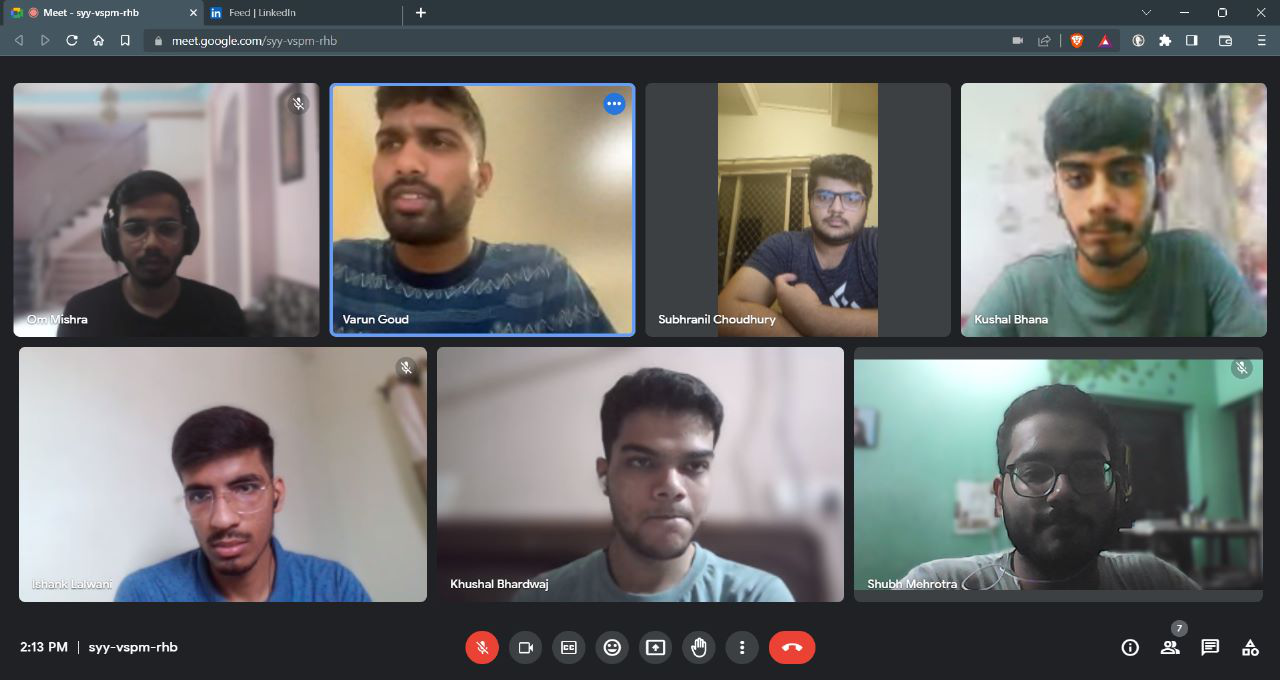 Meet - syy-vspm-rhb
Feed | LinkedIn
meet.google.com/syy-vspm-rhb
Om Mishra
Varun Goud
Subhranil Choudhury
Kushal Bhana
Ishank Lalwani
Khushal Bhardwaj
Shubh Mehrotra
2:13 PM | syy-vspm-rhb
7